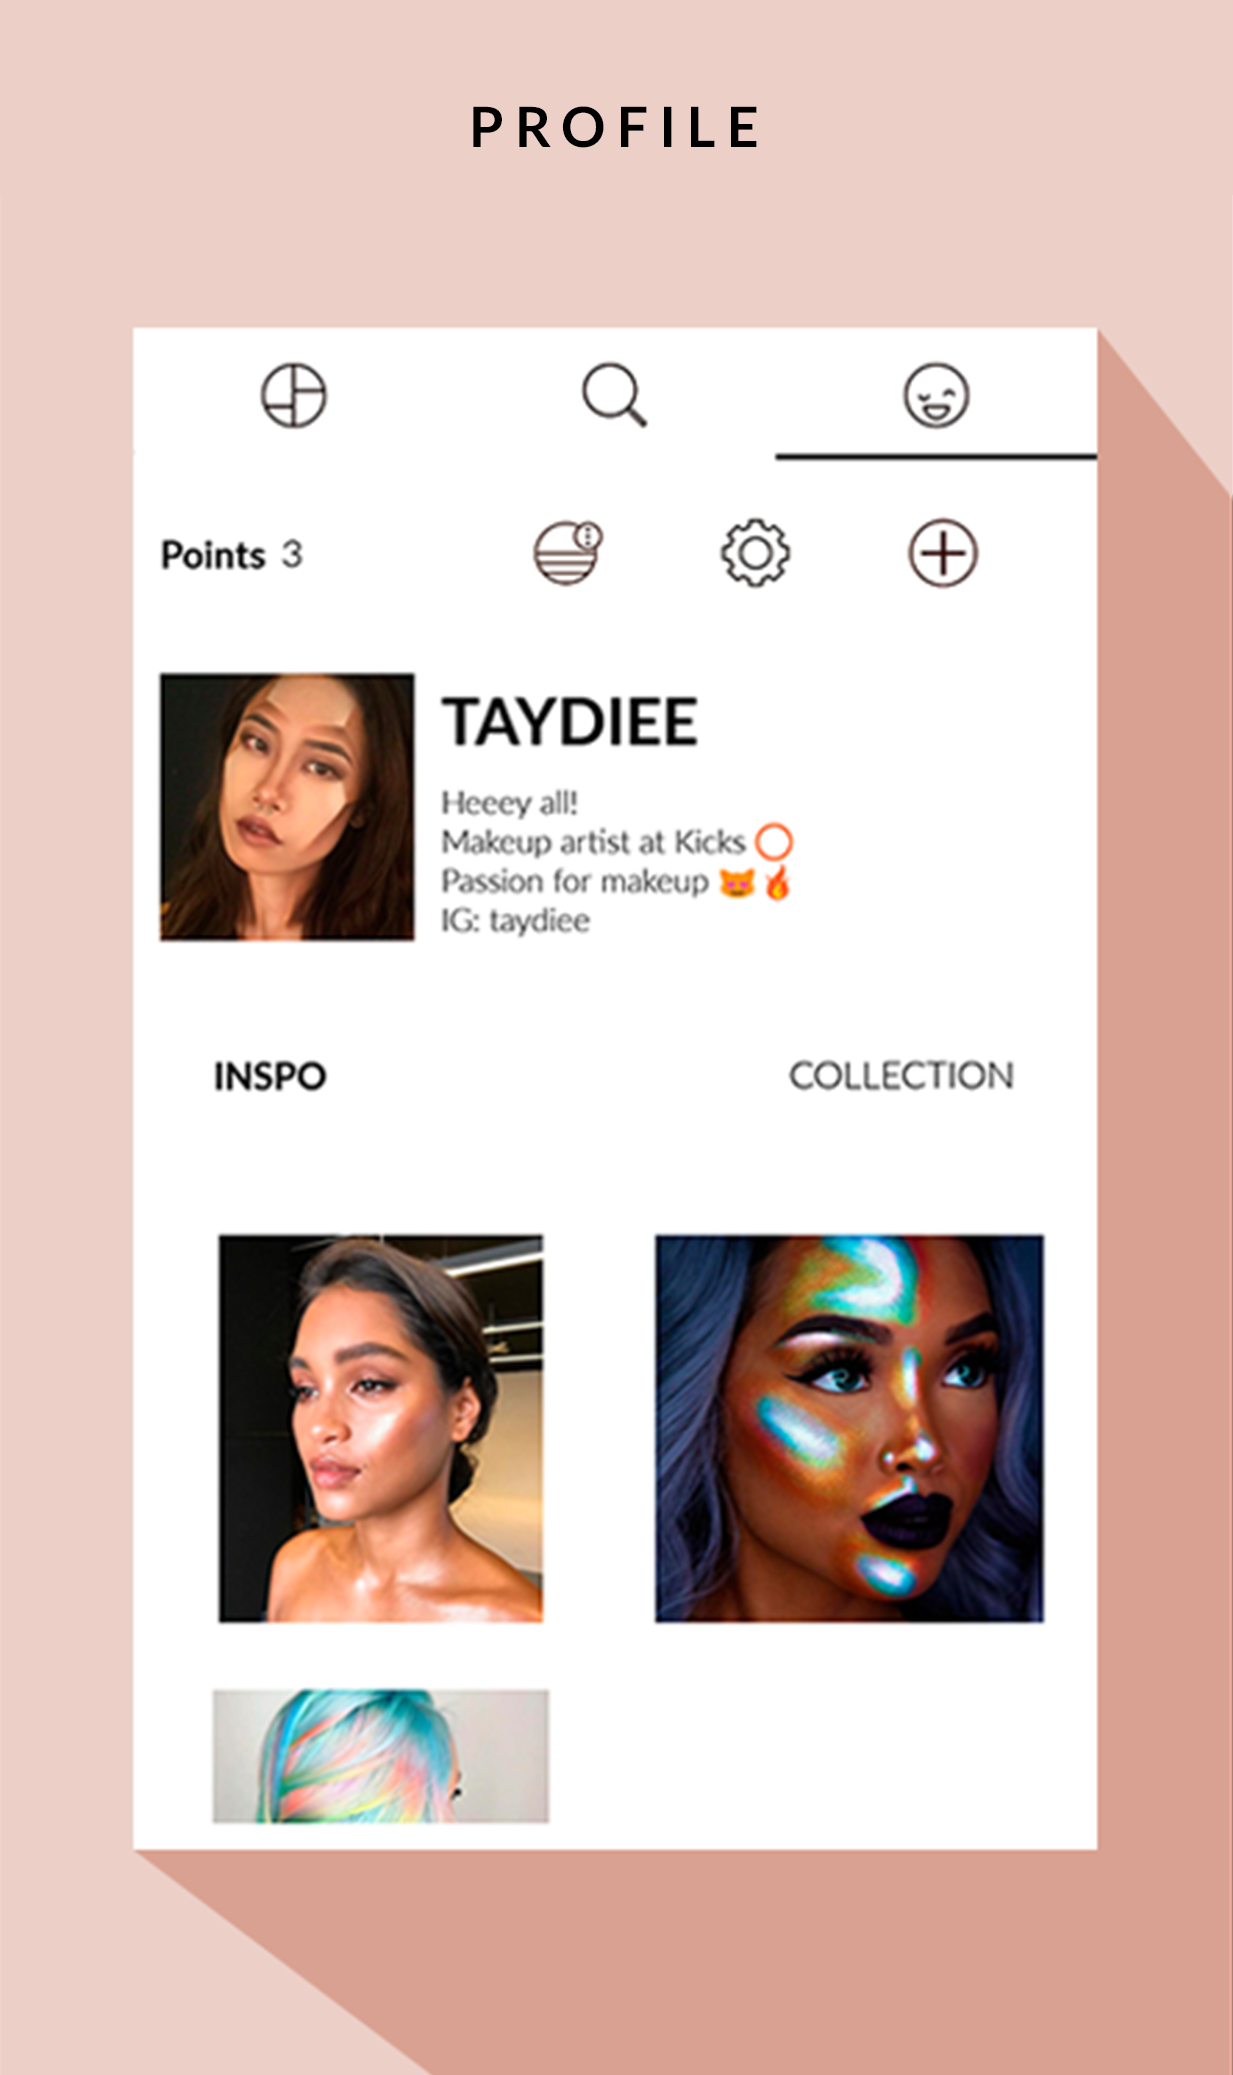 PROFILE
Points 3
TAYDIEE
Heeey all!
Makeup artist at Kicks ⭕
Passion for makeup 😻🔥
IG: taydiee
INSPO
COLLECTION